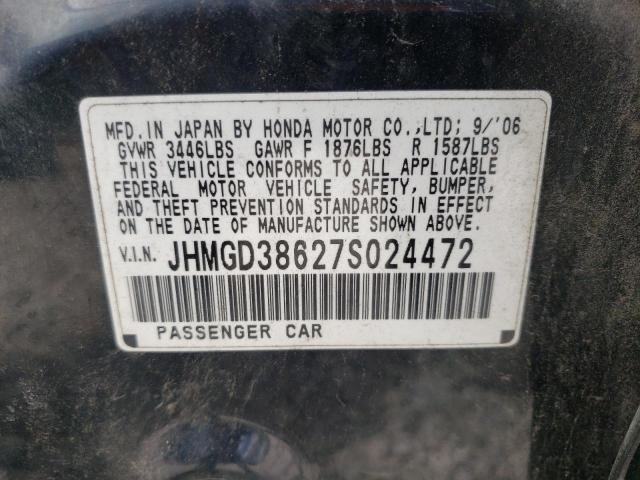 MFD. IN JAPAN BY HONDA MOTOR CO.,LTD; 9/'06
GVWR 3446LBS GAWR F 1876LBS R 1587LBS
THIS VEHICLE CONFORMS TO ALL APPLICABLE
FEDERAL MOTOR VEHICLE SAFETY, BUMPER,
AND THEFT PREVENTION STANDARDS IN EFFECT
ON THE DATE OF MANUFACTURE SHOWN ABOVE.
V.I.N. JHMGD38627S024472
PASSENGER CAR